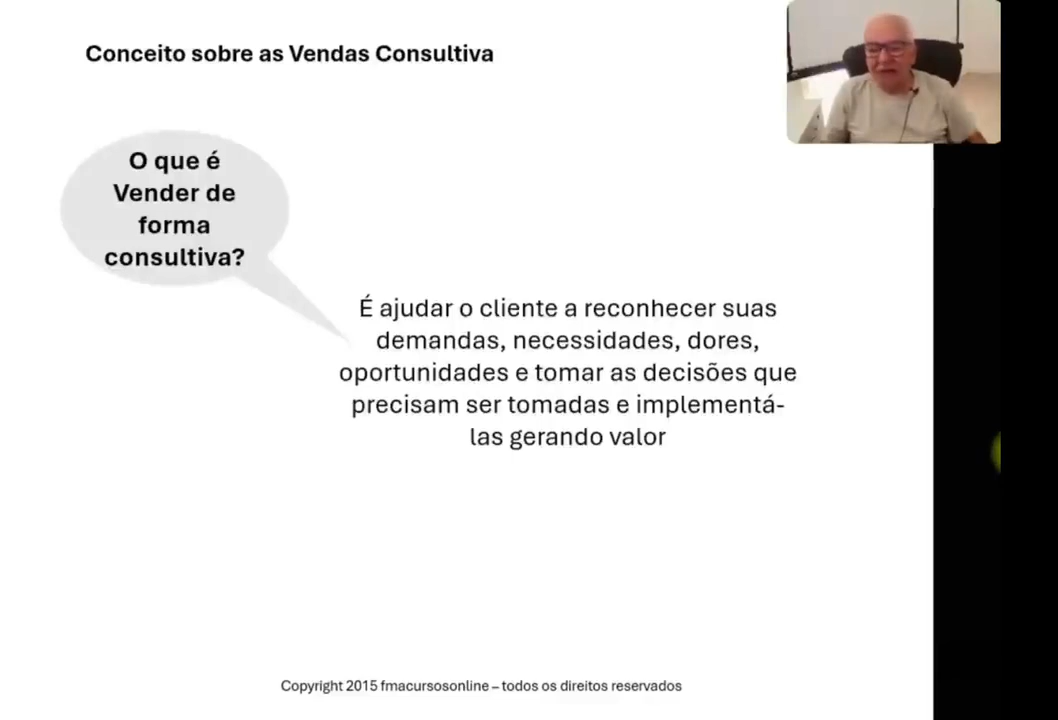 Conceito sobre as Vendas Consultiva
O que é
Vender de
forma
consultiva?
É ajudar o cliente a reconhecer suas
demandas, necessidades, dores,
oportunidades e tomar as decisões que
precisam ser tomadas e implementá-
las gerando valor
Copyright 2015 fmacursosonline – todos os direitos reservados